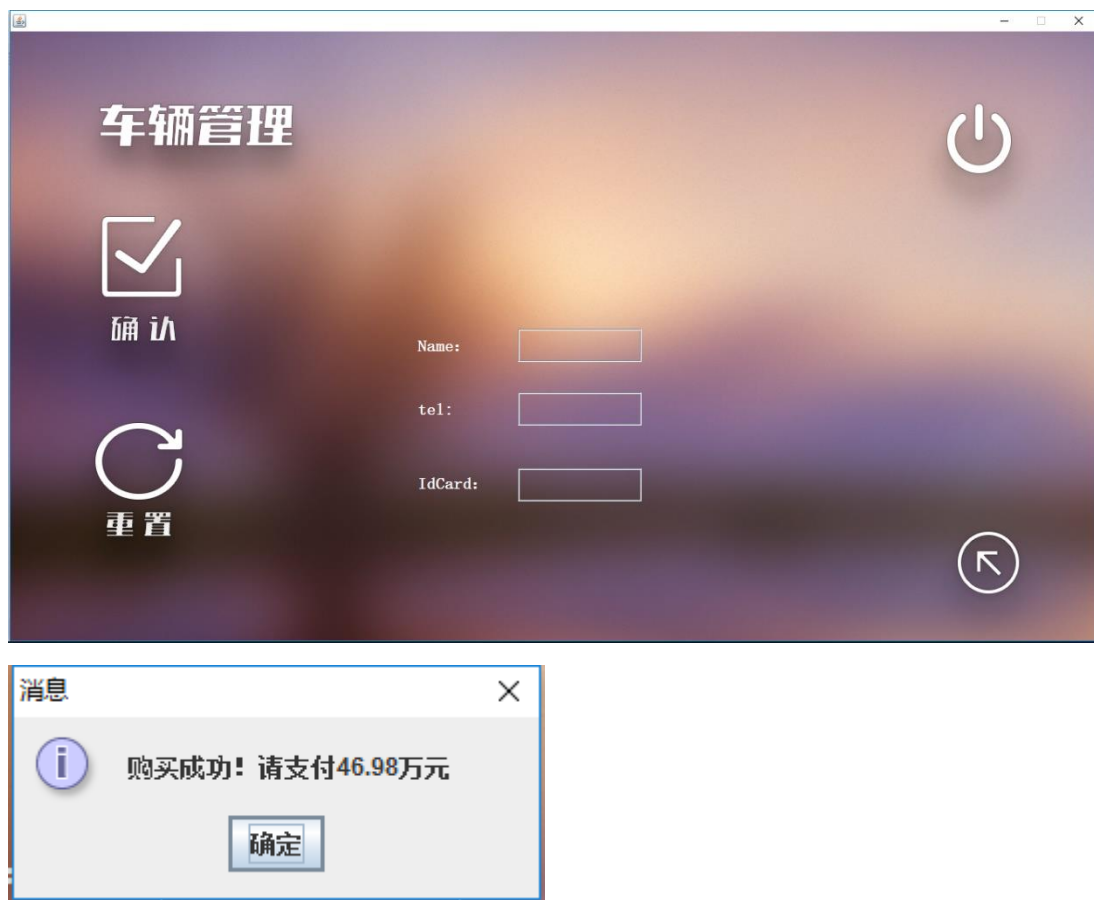 车辆管理
确认
Name:
tel:
IdCard:
重置
消息
购买成功！请支付46.98万元
确定